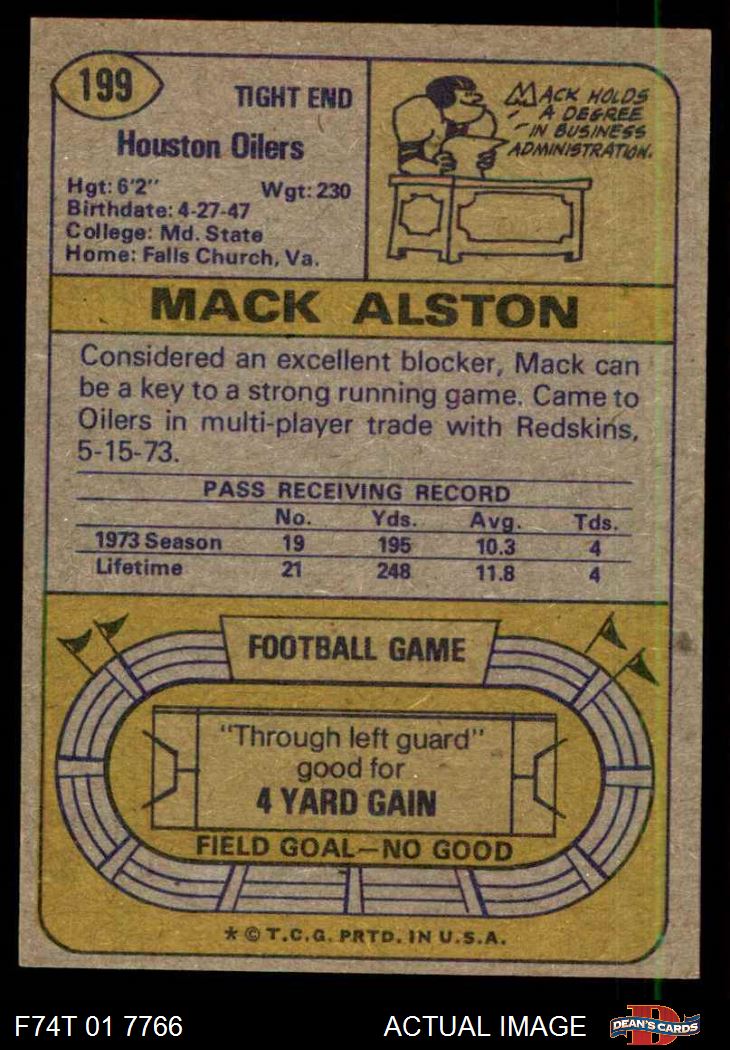 199
TIGHT END
Houston Oilers
Hgt: 6'2" Wgt: 230
Birthdate: 4-27-47
College: Md. State
Home: Falls Church, Va.
MACK HOLDS
A DEGREE
IN BUSINESS
ADMINISTRATION.
MACK ALSTON
Considered an excellent blocker, Mack can
be a key to a strong running game. Came to
Oilers in multi-player trade with Redskins,
5-15-73.
PASS RECEIVING RECORD
No. Yds. Avg. Tds.
1973 Season 19 195 10.3 4
Lifetime 21 248 11.8 4
FOOTBALL GAME
"Through left guard"
good for
4 YARD GAIN
FIELD GOAL—NO GOOD
* © T.C.G. PRTD. IN U.S.A.
F74T 01 7766 ACTUAL IMAGE DEAN'S CARDS